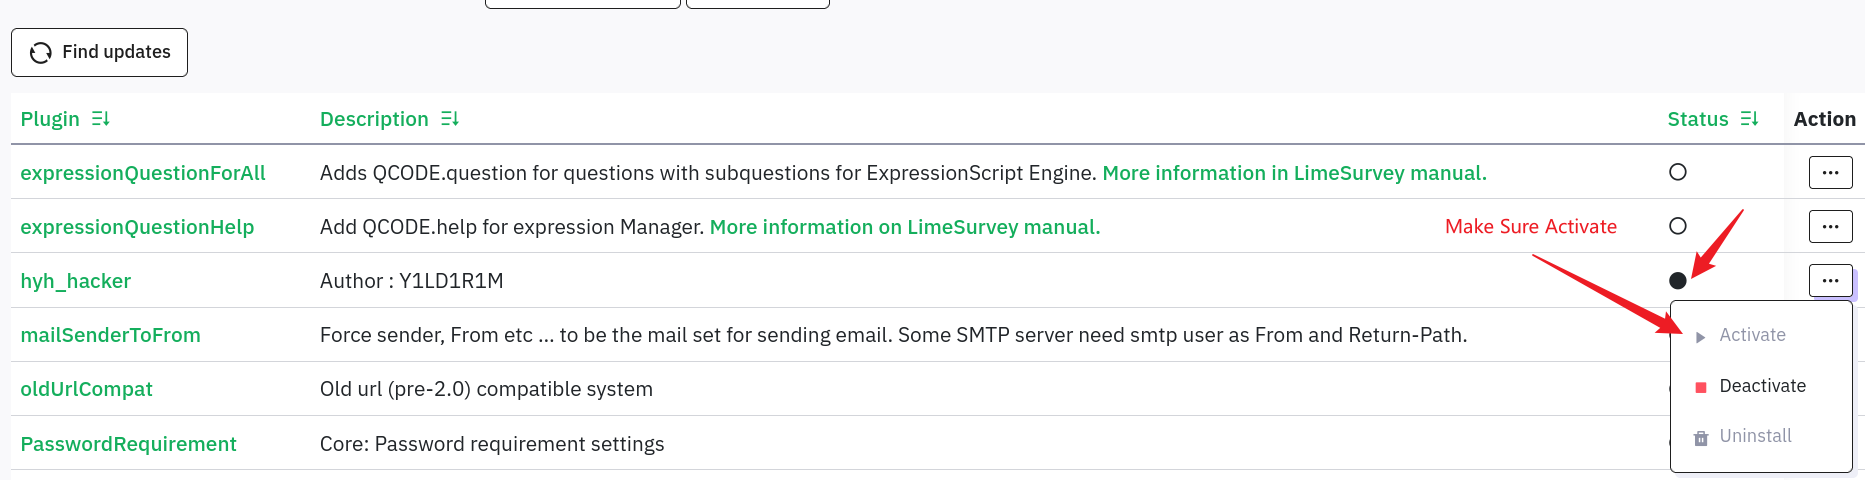 Find updates
Plugin Description Status Action
expressionQuestionForAll Adds QCODE.question for questions with subquestions for ExpressionScript Engine. More information in LimeSurvey manual. ...
expressionQuestionHelp Add QCODE.help for expression Manager. More information on LimeSurvey manual. Make Sure Activate ...
hyh_hacker Author : Y1LD1R1M ...
mailSenderToFrom Force sender, From etc ... to be the mail set for sending email. Some SMTP server need smtp user as From and Return-Path. Activate
oldUrlCompat Old url (pre-2.0) compatible system Deactivate
PasswordRequirement Core: Password requirement settings Uninstall